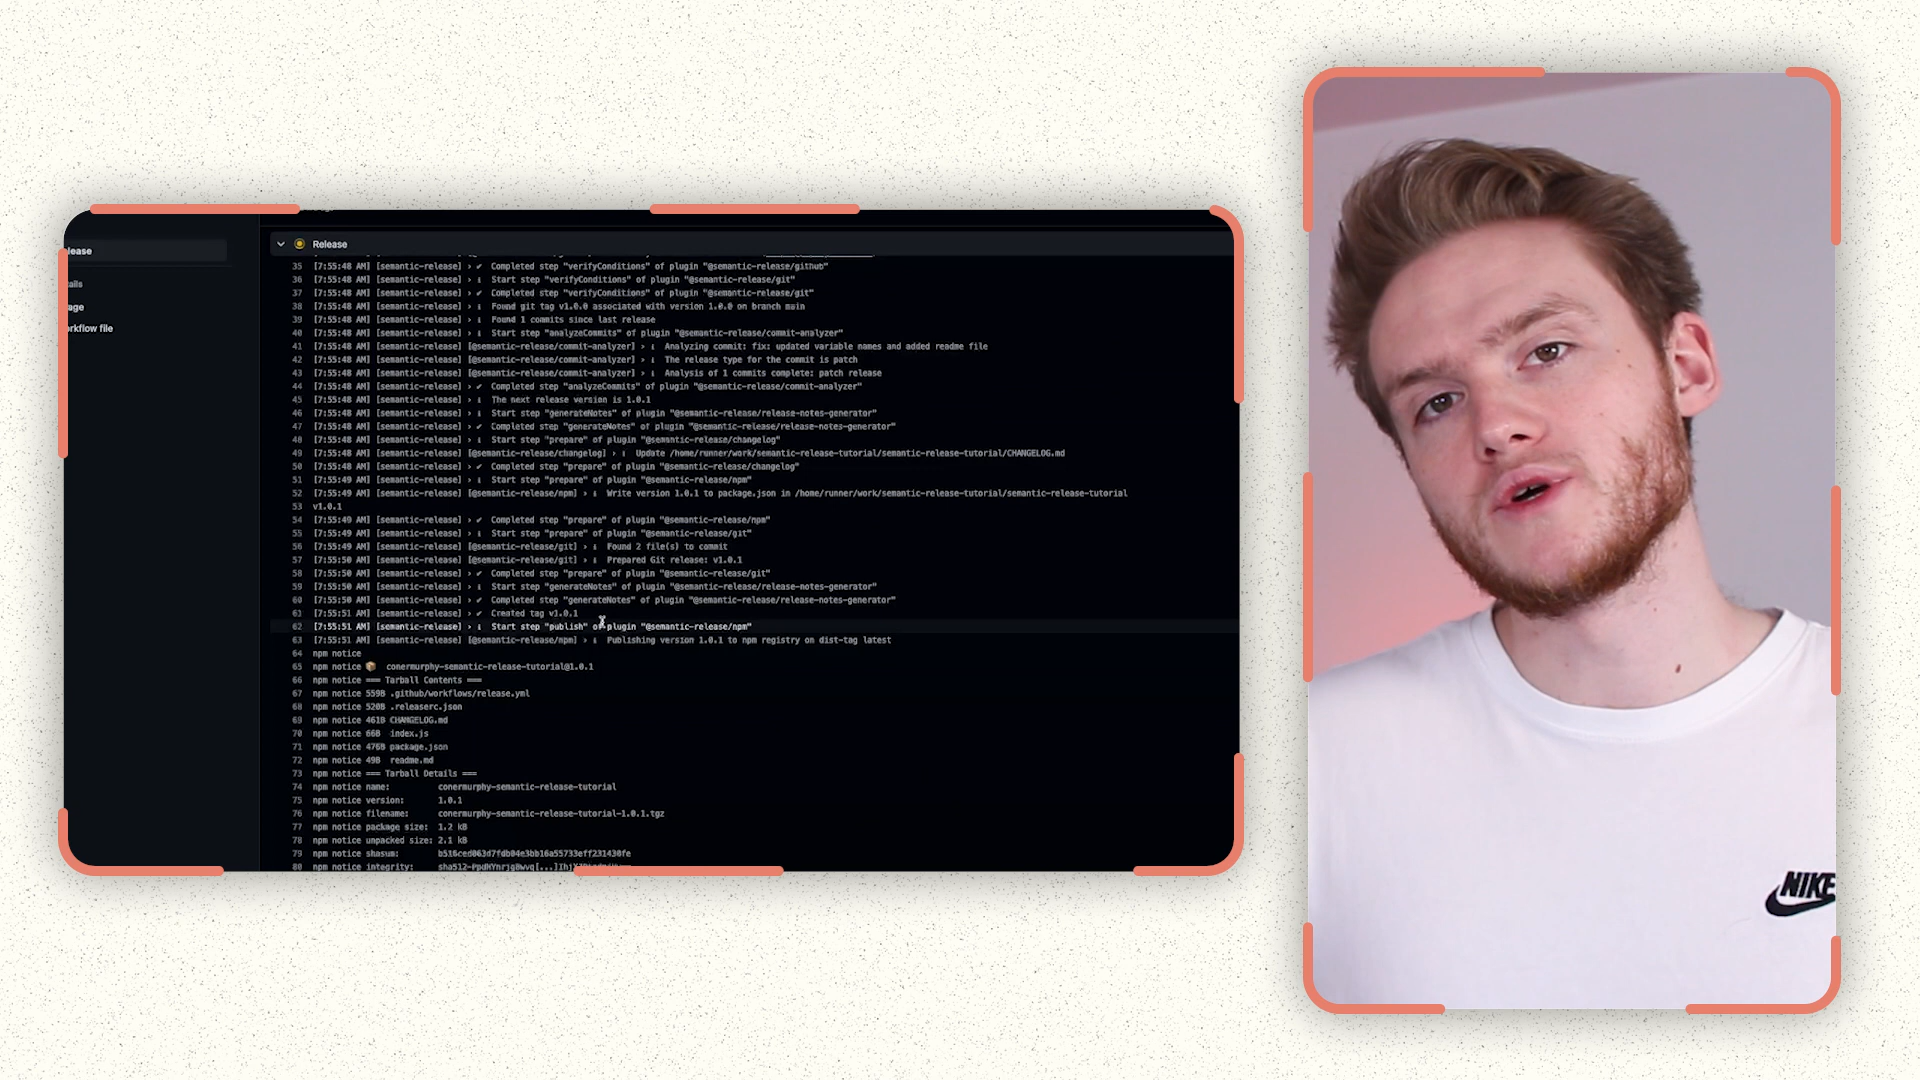 lease
Release
tails
age
orkflow file
35 [7:55:48 AM] [semantic-release] › ✔ Completed step "verifyConditions" of plugin "@semantic-release/github"
36 [7:55:48 AM] [semantic-release] › ℹ Start step "verifyConditions" of plugin "@semantic-release/git"
37 [7:55:48 AM] [semantic-release] › ✔ Completed step "verifyConditions" of plugin "@semantic-release/git"
38 [7:55:48 AM] [semantic-release] › ℹ Found git tag v1.0.0 associated with version 1.0.0 on branch main
39 [7:55:48 AM] [semantic-release] › ℹ Found 1 commits since last release
40 [7:55:48 AM] [semantic-release] › ℹ Start step "analyzeCommits" of plugin "@semantic-release/commit-analyzer"
41 [7:55:48 AM] [semantic-release] [@semantic-release/commit-analyzer] › ℹ Analyzing commit: fix: updated variable names and added readme file
42 [7:55:48 AM] [semantic-release] [@semantic-release/commit-analyzer] › ℹ The release type for the commit is patch
43 [7:55:48 AM] [semantic-release] [@semantic-release/commit-analyzer] › ℹ Analysis of 1 commits complete: patch release
44 [7:55:48 AM] [semantic-release] › ✔ Completed step "analyzeCommits" of plugin "@semantic-release/commit-analyzer"
45 [7:55:48 AM] [semantic-release] › ℹ The next release version is 1.0.1
46 [7:55:48 AM] [semantic-release] › ℹ Start step "generateNotes" of plugin "@semantic-release/release-notes-generator"
47 [7:55:48 AM] [semantic-release] › ✔ Completed step "generateNotes" of plugin "@semantic-release/release-notes-generator"
48 [7:55:48 AM] [semantic-release] › ℹ Start step "prepare" of plugin "@semantic-release/changelog"
49 [7:55:48 AM] [semantic-release] [@semantic-release/changelog] › ℹ Update /home/runner/work/semantic-release-tutorial/semantic-release-tutorial/CHANGELOG.md
50 [7:55:48 AM] [semantic-release] › ✔ Completed step "prepare" of plugin "@semantic-release/changelog"
51 [7:55:49 AM] [semantic-release] › ℹ Start step "prepare" of plugin "@semantic-release/npm"
52 [7:55:49 AM] [semantic-release] [@semantic-release/npm] › ℹ Write version 1.0.1 to package.json in /home/runner/work/semantic-release-tutorial/semantic-release-tutorial
53 v1.0.1
54 [7:55:49 AM] [semantic-release] › ✔ Completed step "prepare" of plugin "@semantic-release/npm"
55 [7:55:49 AM] [semantic-release] › ℹ Start step "prepare" of plugin "@semantic-release/git"
56 [7:55:49 AM] [semantic-release] [@semantic-release/git] › ℹ Found 2 file(s) to commit
57 [7:55:50 AM] [semantic-release] [@semantic-release/git] › ℹ Prepared Git release: v1.0.1
58 [7:55:50 AM] [semantic-release] › ✔ Completed step "prepare" of plugin "@semantic-release/git"
59 [7:55:50 AM] [semantic-release] › ℹ Start step "generateNotes" of plugin "@semantic-release/release-notes-generator"
60 [7:55:50 AM] [semantic-release] › ✔ Completed step "generateNotes" of plugin "@semantic-release/release-notes-generator"
61 [7:55:51 AM] [semantic-release] › ✔ Created tag v1.0.1
62 [7:55:51 AM] [semantic-release] › ℹ Start step "publish" of plugin "@semantic-release/npm"
63 [7:55:51 AM] [semantic-release] [@semantic-release/npm] › ℹ Publishing version 1.0.1 to npm registry on dist-tag latest
64 npm notice
65 npm notice 📦 conermurphy-semantic-release-tutorial@1.0.1
66 npm notice === Tarball Contents ===
67 npm notice 559B .github/workflows/release.yml
68 npm notice 520B .releaserc.json
69 npm notice 461B CHANGELOG.md
70 npm notice 66B index.js
71 npm notice 476B package.json
72 npm notice 49B readme.md
73 npm notice === Tarball Details ===
74 npm notice name: conermurphy-semantic-release-tutorial
75 npm notice version: 1.0.1
76 npm notice filename: conermurphy-semantic-release-tutorial-1.0.1.tgz
77 npm notice package size: 1.2 kB
78 npm notice unpacked size: 2.1 kB
79 npm notice shasum:
80 npm notice integrity:
NIKE